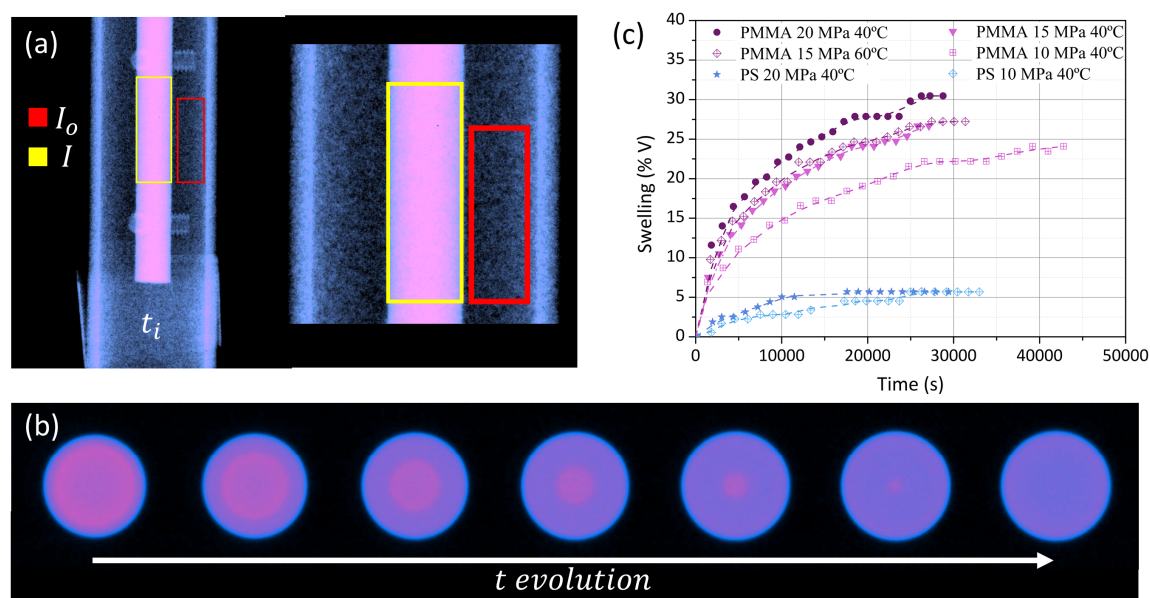 (a)
I_o
I
t_i
(c)
PMMA 20 MPa 40ºC
PMMA 15 MPa 40ºC
PMMA 15 MPa 60ºC
PMMA 10 MPa 40ºC
PS 20 MPa 40ºC
PS 10 MPa 40ºC
Swelling (% V)
40
35
30
25
20
15
10
5
0
0 10000 20000 30000 40000 50000
Time (s)
(b)
t evolution